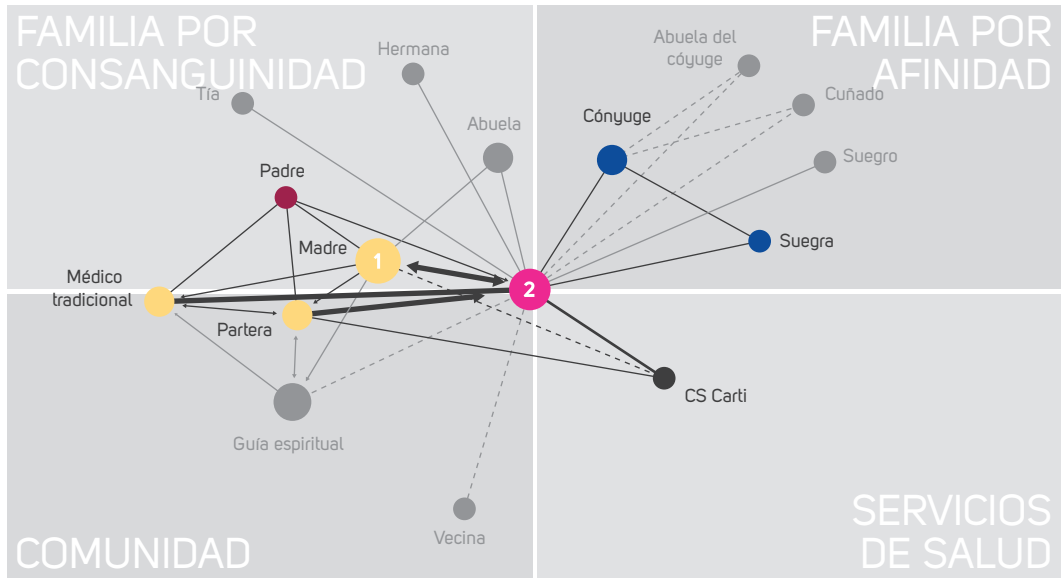 FAMILIA POR
CONSANGUINIDAD
FAMILIA POR
AFINIDAD
Hermana
Tía
Abuela
Padre
Madre
1
Médico
tradicional
Partera
2
Abuela del
cóyuge
Cuñado
Cónyuge
Suegro
Suegra
Guía espiritual
Vecina
COMUNIDAD
CS Carti
SERVICIOS
DE SALUD